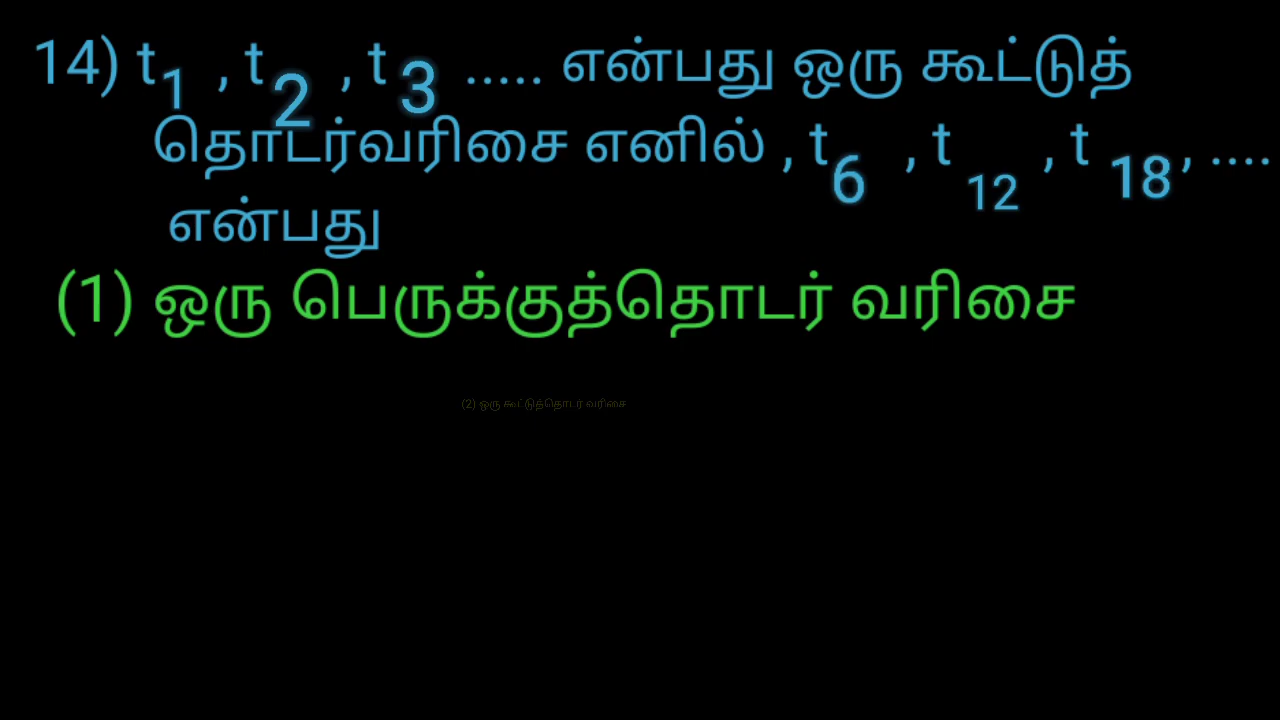 14) t1 , t2 , t3 ..... என்பது ஒரு கூட்டுத்
தொடர்வரிசை எனில் , t6 , t12 , t18 , ....
என்பது
(1) ஒரு பெருக்குத்தொடர் வரிசை
(2) ஒரு கூட்டுத்தொடர் வரிசை